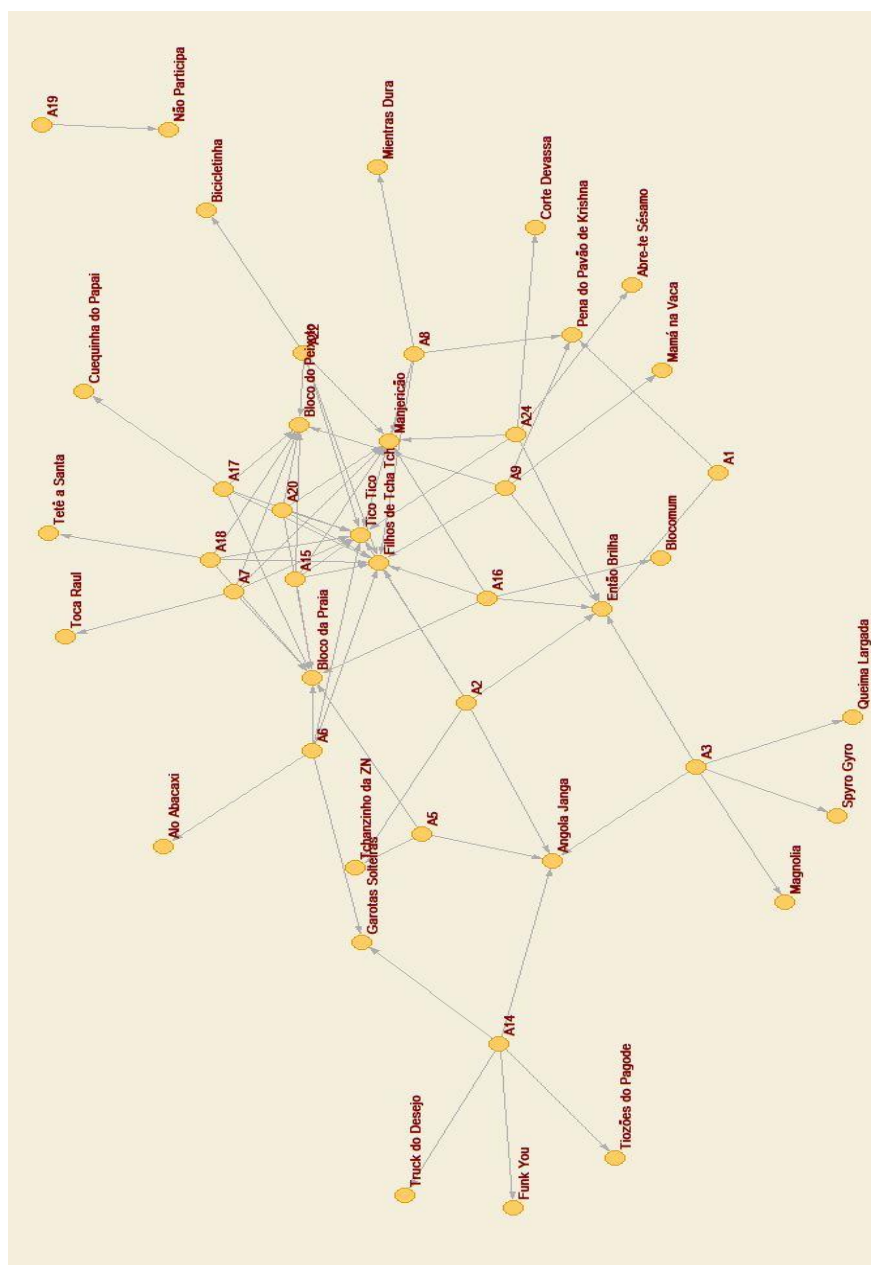 A19
Não Participa
Bicicletinha
Mientras Dura
Corte Devassa
Abre-te Sésamo
Cuequinha do Papai
A22
Bloco do Peixoto
A8
Pena do Pavão de Krishna
Mamá na Vaca
Manjericão
A24
Tetê a Santa
A17
A20
Tico Tico
Filhos de Tcha Tch
A9
A1
Toca Raul
A18
A7
A15
A16
Então Brilha
Blocomum
Bloco da Praia
A2
A6
Alo Abacaxi
Tchanzinho da ZN
A5
Garotas Solteiras
Angola Janga
A3
Queima Largada
Spyro Gyro
Magnolia
A14
Truck do Desejo
Funk You
Tiozões do Pagode